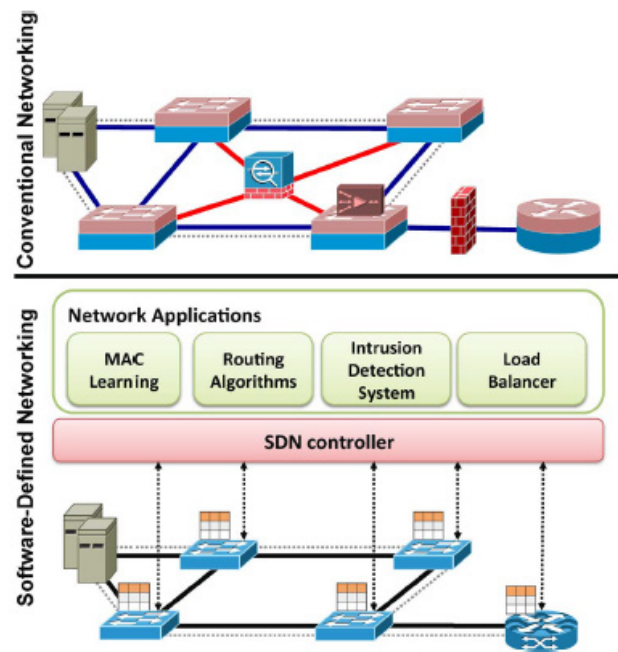 Conventional Networking
Software-Defined Networking
Network Applications
MAC
Learning
Routing
Algorithms
Intrusion
Detection
System
Load
Balancer
SDN controller